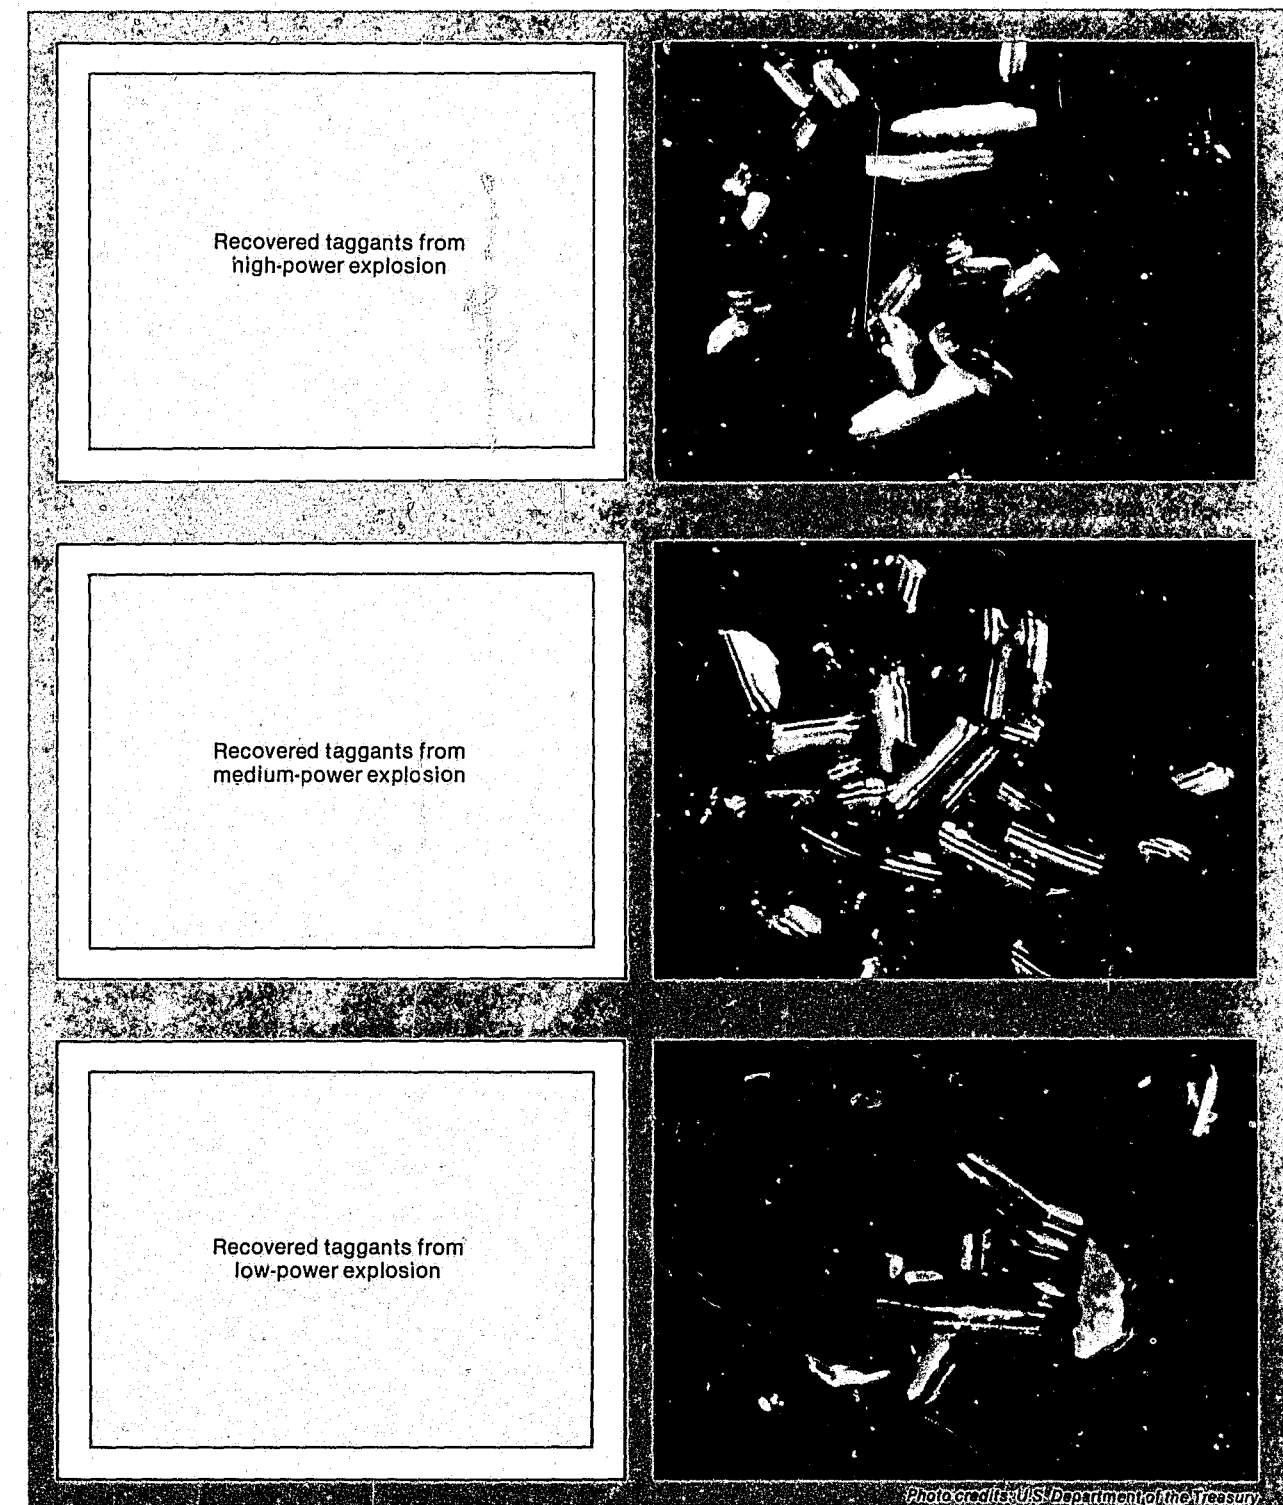 Recovered taggants from
high-power explosion
Recovered taggants from
medium-power explosion
Recovered taggants from
low-power explosion
Photo credits: U.S. Department of the Treasury